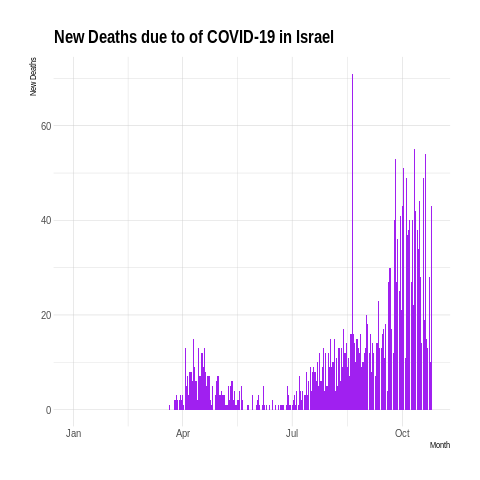 New Deaths due to of COVID-19 in Israel
New Deaths
60
40
20
0
Jan Apr Jul Oct
Month